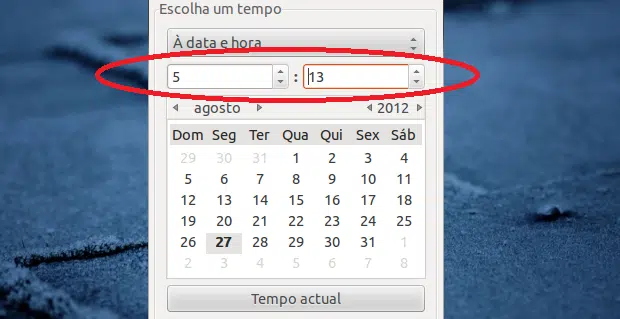 Escolha um tempo
À data e hora
5 : 13
agosto 2012
Dom Seg Ter Qua Qui Sex Sáb
29 30 31 1 2 3 4
5 6 7 8 9 10 11
12 13 14 15 16 17 18
19 20 21 22 23 24 25
26 27 28 29 30 31 1
2 3 4 5 6 7 8
Tempo actual